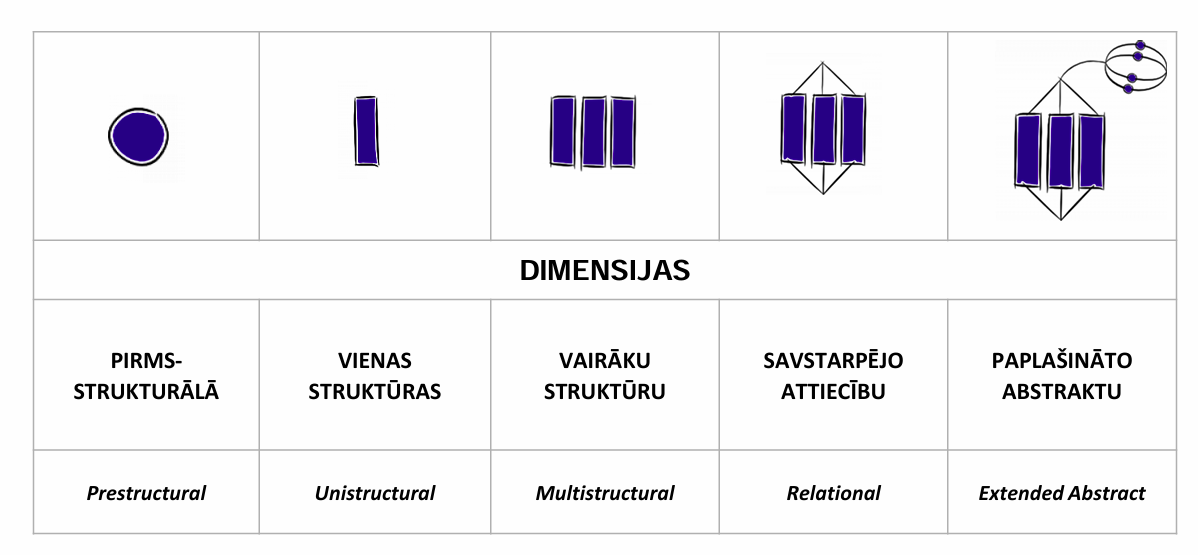 DIMENSIJAS
PIRMS-
STRUKTURĀLĀ
VIENAS
STRUKTŪRAS
VAIRĀKU
STRUKTŪRU
SAVSTARPĒJO
ATTIECĪBU
PAPLAŠINĀTO
ABSTRAKTU
Prestructural
Unistructural
Multistructural
Relational
Extended Abstract